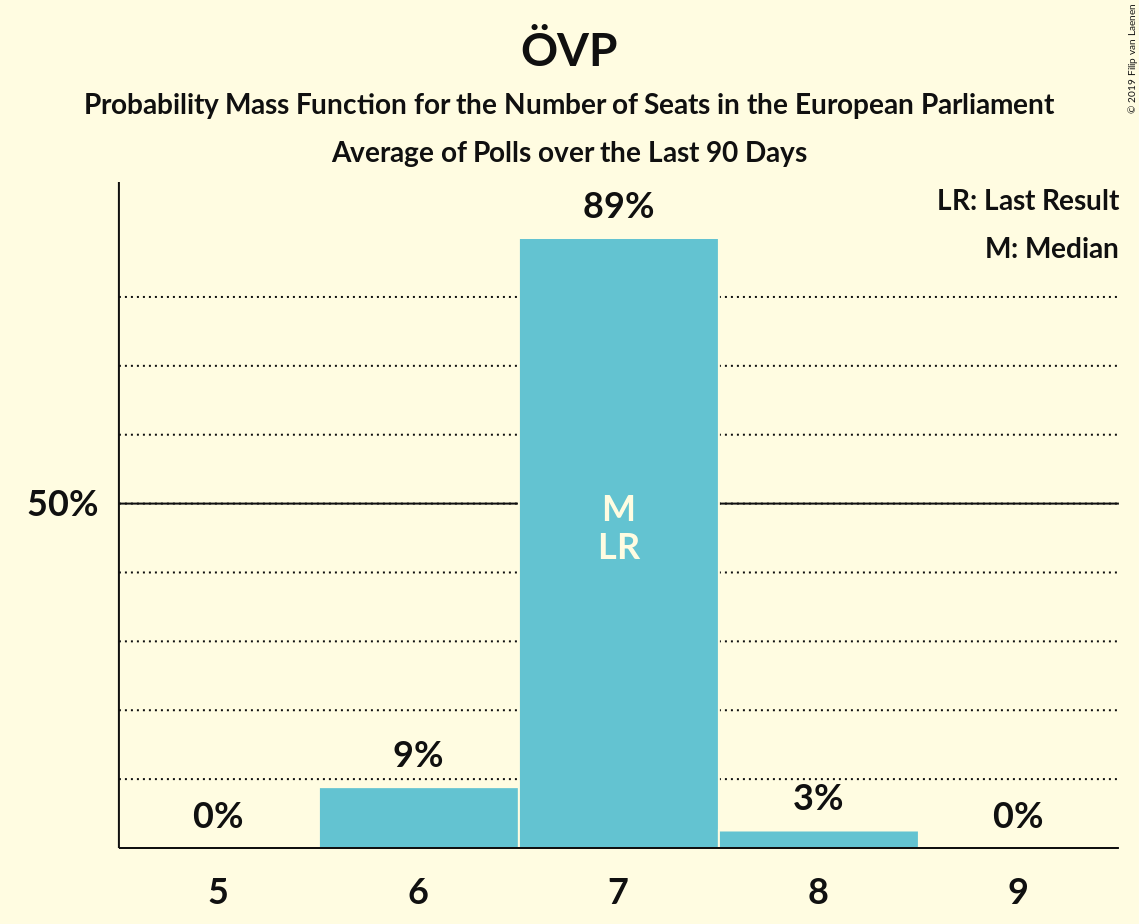 ÖVP
Probability Mass Function for the Number of Seats in the European Parliament
Average of Polls over the Last 90 Days
© 2019 Filip van Laenen
LR: Last Result
M: Median
89%
50%
M
LR
9%
3%
0%
0%
5 6 7 8 9